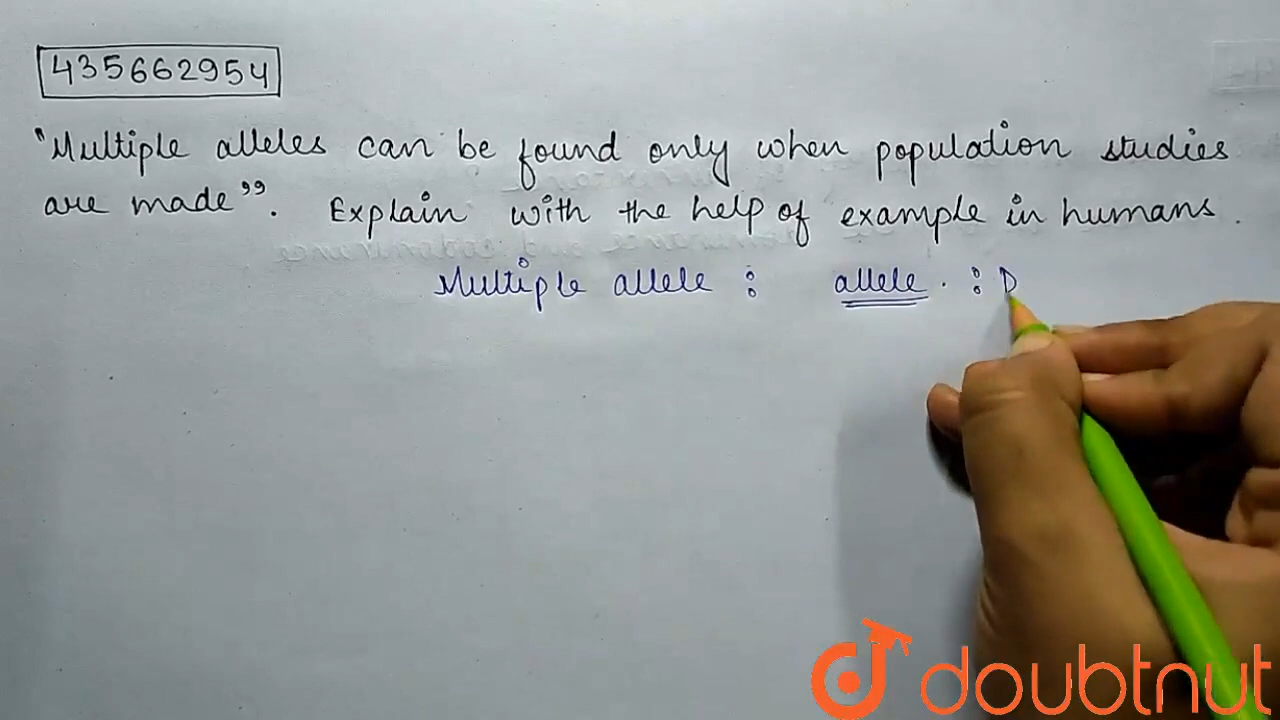 435662954
"Multiple alleles can be found only when population studies
are made". Explain with the help of example in humans.
Multiple allele : allele. : D
doubtnut